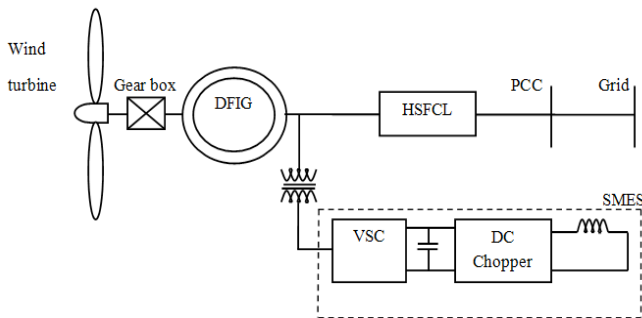 Wind
turbine
Gear box
DFIG
HSFCL
PCC
Grid
SMES
VSC
DC
Chopper